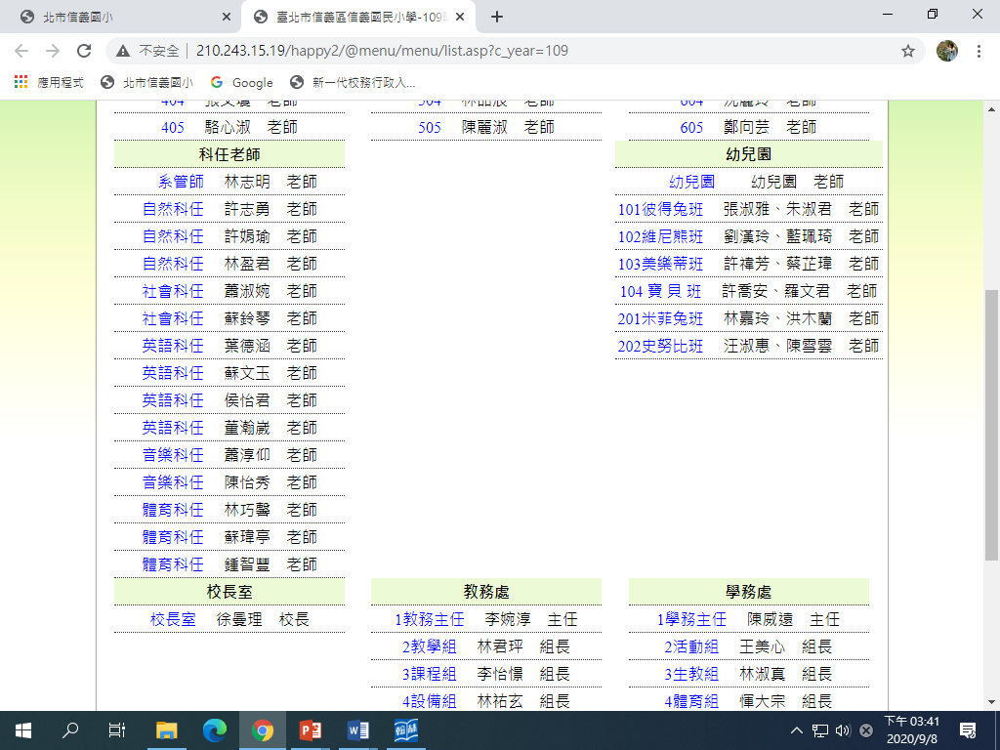 北市信義國小
臺北市信義區信義國民小學-109
不安全 210.243.15.19/happy2/@menu/menu/list.asp?c_year=109
應用程式 北市信義國小 Google 新一代校務行政入...
404 老師 504 老師 604 老師
405 駱心淑 老師 505 陳麗淑 老師 605 鄭向芸 老師
科任老師 幼兒園
系管師 林志明 老師 幼兒園 幼兒園 老師
自然科任 許志勇 老師 101彼得兔班 張淑雅、朱淑君 老師
自然科任 許娟瑜 老師 102維尼熊班 劉漢玲、藍珮琦 老師
自然科任 林盈君 老師 103美樂蒂班 許禕芳、蔡芷瑋 老師
社會科任 蕭淑婉 老師 104 寶 貝 班 許喬安、羅文君 老師
社會科任 蘇鈴琴 老師 201米菲兔班 林嘉玲、洪木蘭 老師
英語科任 葉德涵 老師 202史努比班 汪淑惠、陳雪雲 老師
英語科任 蘇文玉 老師
英語科任 侯怡君 老師
英語科任 董瀚崴 老師
音樂科任 蕭淳仰 老師
音樂科任 陳怡秀 老師
體育科任 林巧馨 老師
體育科任 蘇瑋亭 老師
體育科任 鍾智豐 老師
校長室 教務處 學務處
校長室 徐曼理 校長 1教務主任 李婉淳 主任 1學務主任 陳威遠 主任
2教學組 林君玶 組長 2活動組 王美心 組長
3課程組 李怡憬 組長 3生教組 林淑真 組長
4設備組 林祐玄 組長 4體育組 惲大宗 組長
下午 03:41
2020/9/8